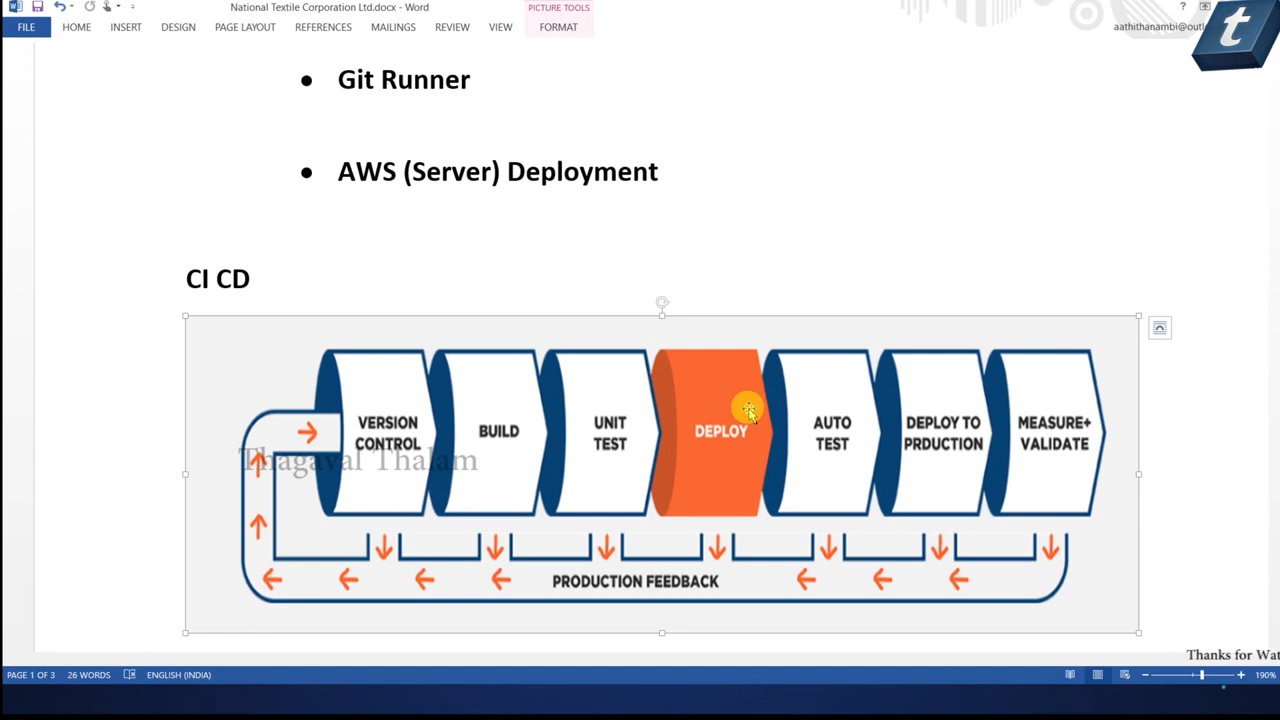 National Textile Corporation Ltd.docx - Word
PICTURE TOOLS
?
FILE
HOME
INSERT
DESIGN
PAGE LAYOUT
REFERENCES
MAILINGS
REVIEW
VIEW
FORMAT
aathithanambi@outl
t
• Git Runner
• AWS (Server) Deployment
CI CD
VERSION
CONTROL
BUILD
UNIT
TEST
DEPLOY
AUTO
TEST
DEPLOY TO
PRDUCTION
MEASURE+
VALIDATE
Thagaval Thalam
PRODUCTION FEEDBACK
Thanks for Wat
PAGE 1 OF 3
26 WORDS
ENGLISH (INDIA)
190%